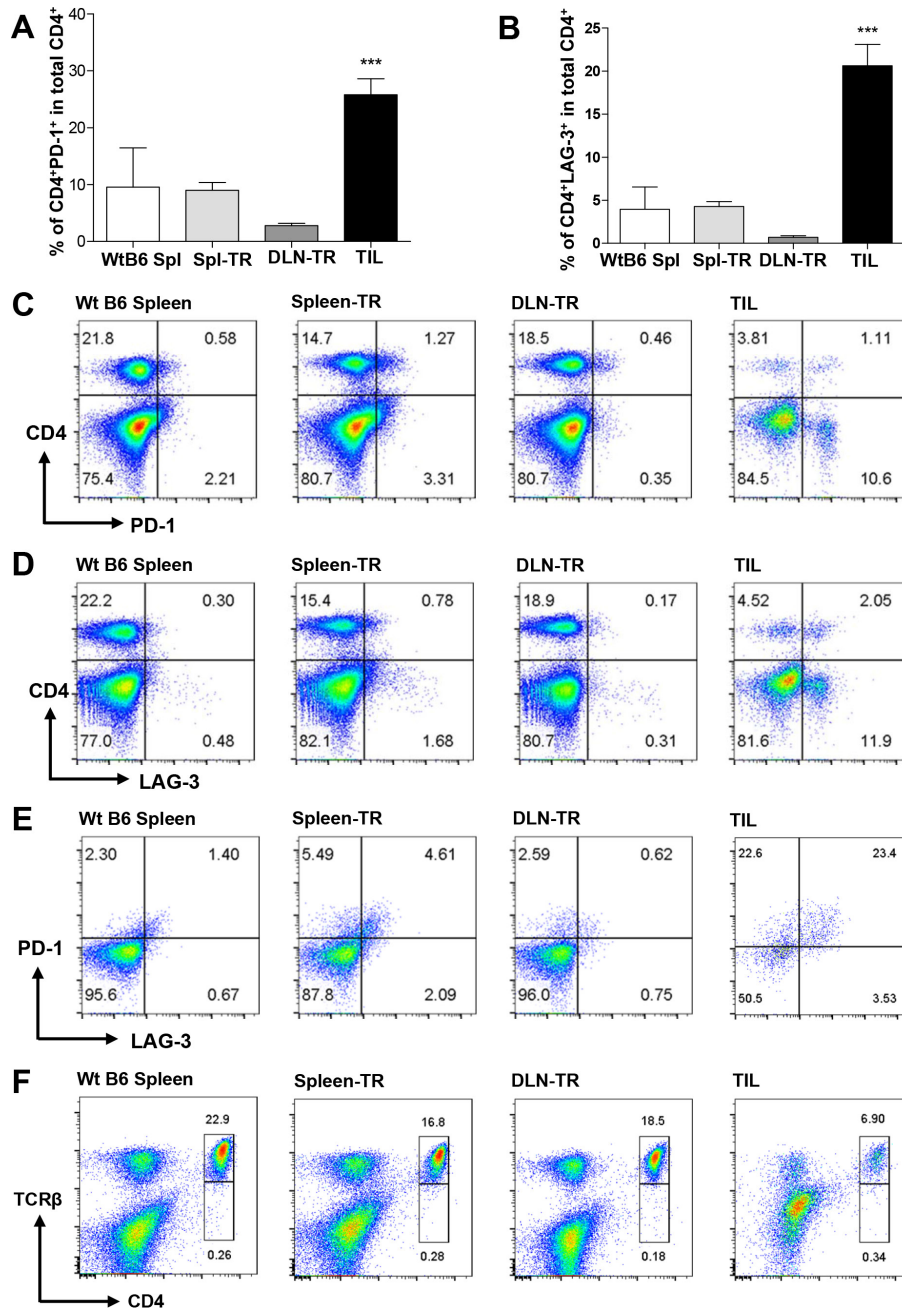 A
% of CD4+PD-1+ in total CD4+
40
30
20
10
0
***
WtB6 Spl Spl-TR DLN-TR TIL
B
% of CD4+LAG-3+ in total CD4+
25
20
15
10
5
0
***
WtB6 Spl Spl-TR DLN-TR TIL
C
Wt B6 Spleen Spleen-TR DLN-TR TIL
21.8 0.58 14.7 1.27 18.5 0.46 3.81 1.11
CD4
75.4 2.21 80.7 3.31 80.7 0.35 84.5 10.6
PD-1
D
Wt B6 Spleen Spleen-TR DLN-TR TIL
22.2 0.30 15.4 0.78 18.9 0.17 4.52 2.05
CD4
77.0 0.48 82.1 1.68 80.7 0.31 81.6 11.9
LAG-3
E
Wt B6 Spleen Spleen-TR DLN-TR TIL
2.30 1.40 5.49 4.61 2.59 0.62 22.6 23.4
PD-1
95.6 0.67 87.8 2.09 96.0 0.75 50.5 3.53
LAG-3
F
Wt B6 Spleen Spleen-TR DLN-TR TIL
22.9 16.8 18.5 6.90
TCRβ
0.26 0.28 0.18 0.34
CD4